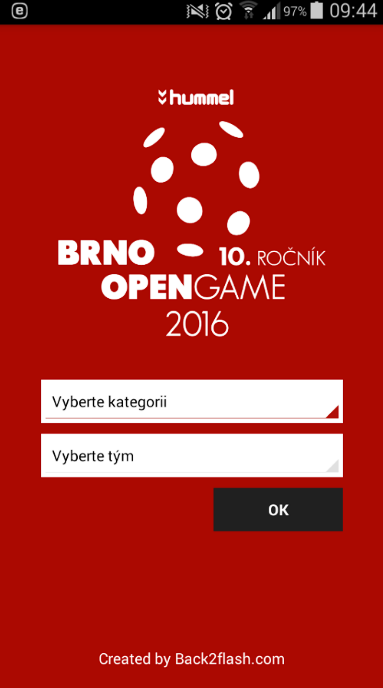 97% 09:44
hummel
BRNO 10. ROČNÍK
OPENGAME
2016
Vyberte kategorii
Vyberte tým
OK
Created by Back2flash.com